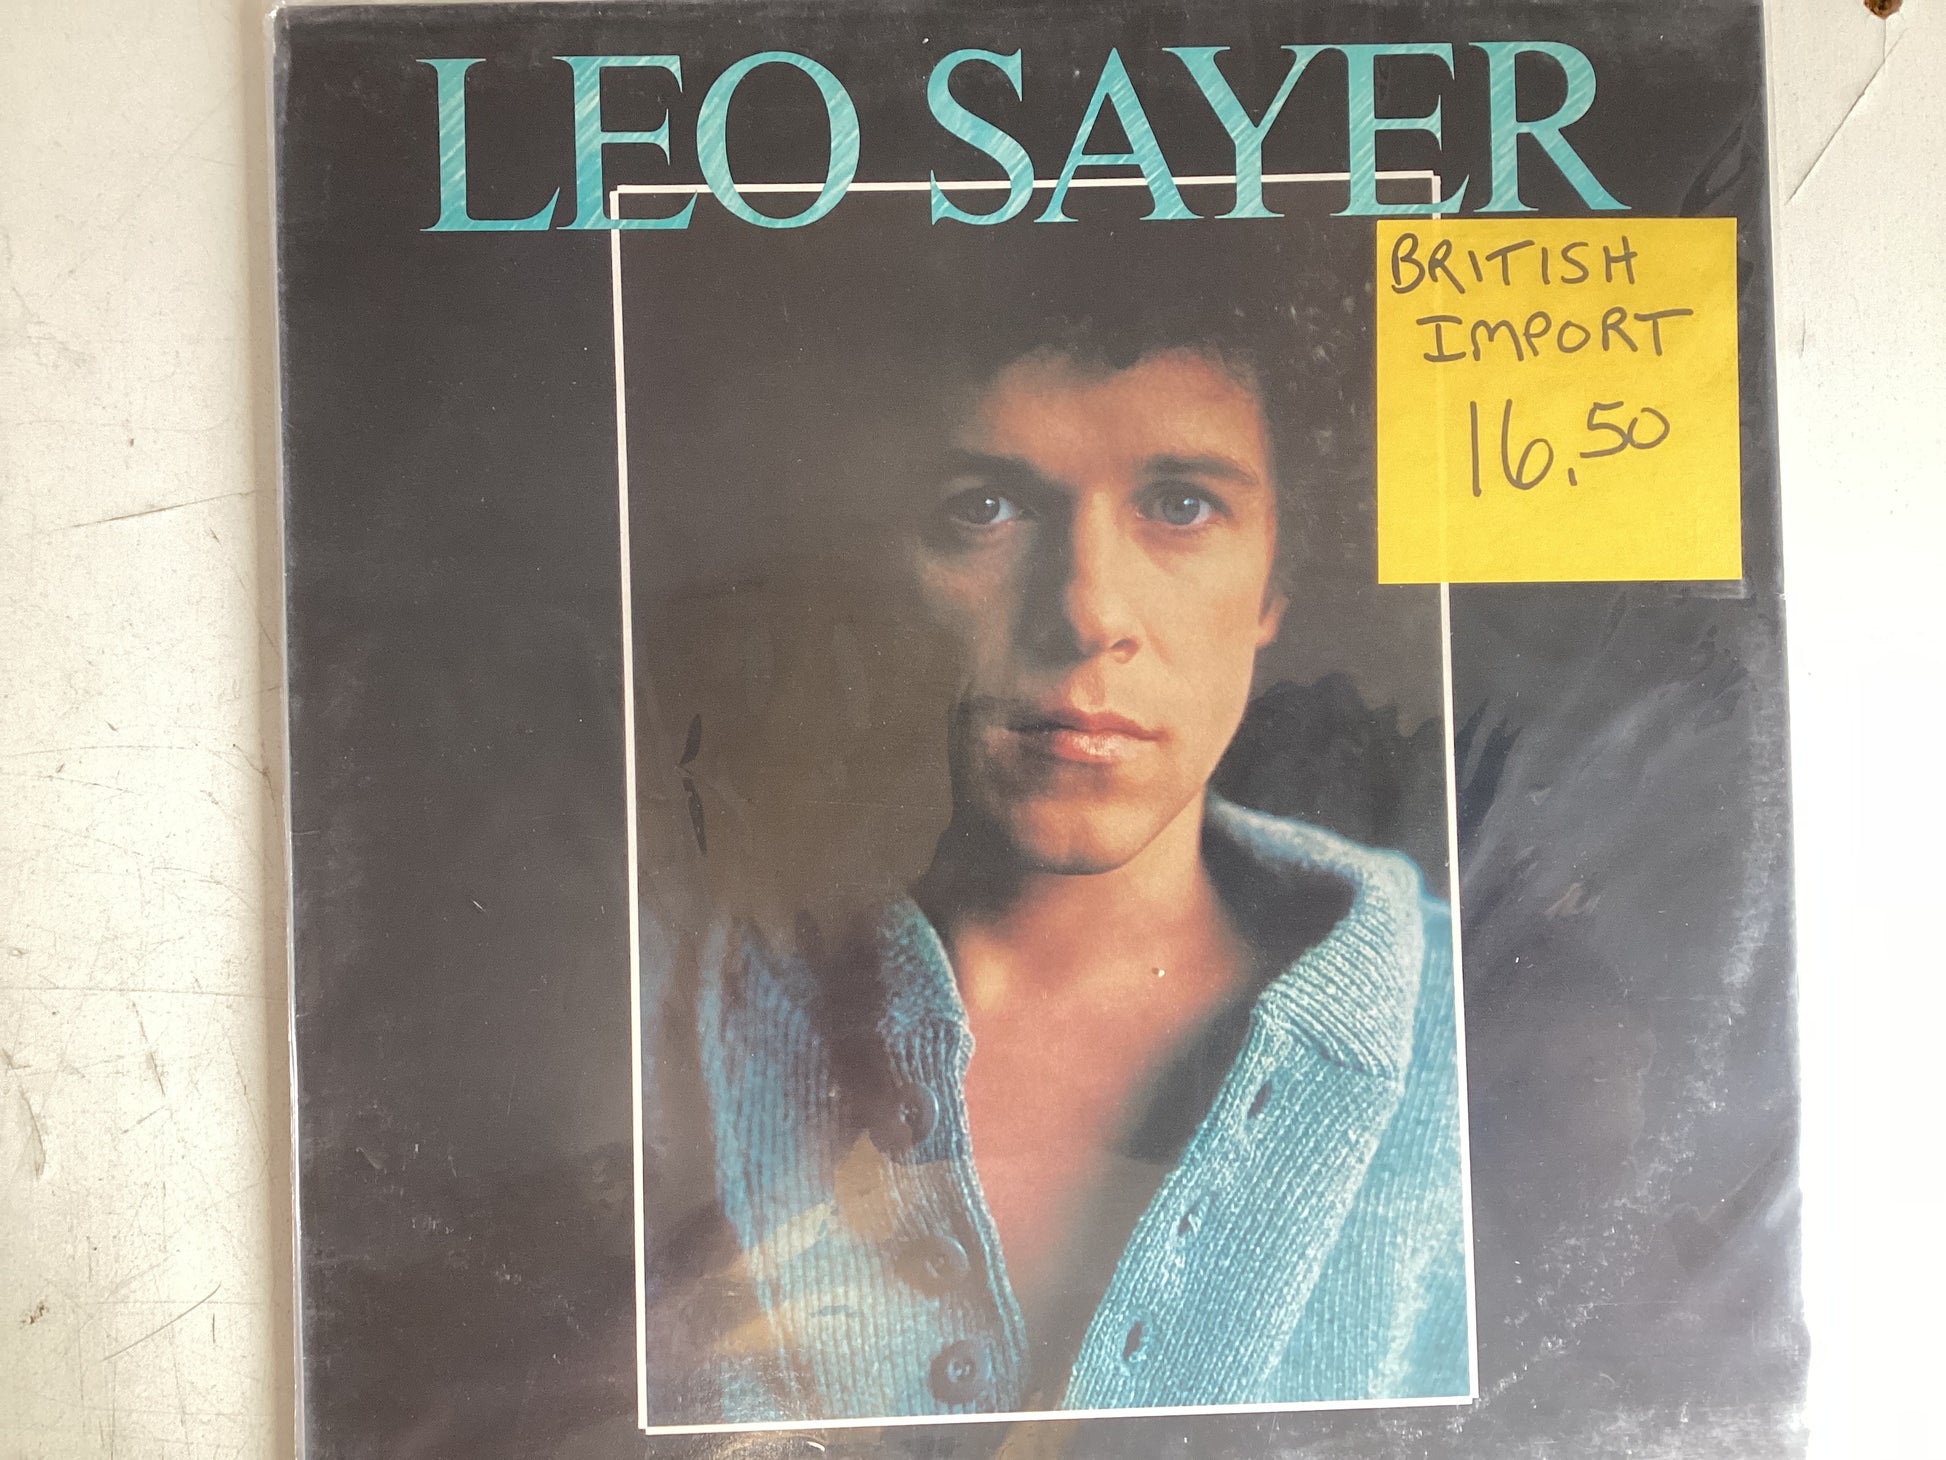 LEO SAYER
BRITISH
IMPORT
16.50